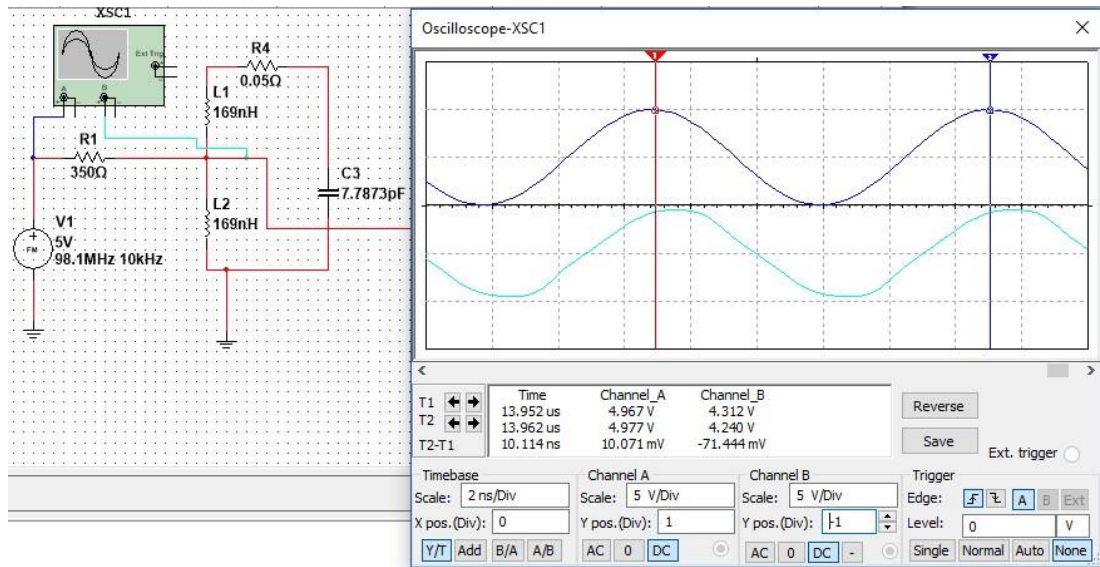 XSC1
Ext Trig
A
B
R4
0.05Ω
L1
169nH
R1
350Ω
L2
169nH
C3
7.7873pF
V1
5V
98.1MHz 10kHz
FM
Oscilloscope-XSC1
1
2
Time Channel_A Channel_B
T1 13.952 us 4.967 V 4.312 V
T2 13.962 us 4.977 V 4.240 V
T2-T1 10.114 ns 10.071 mV -71.444 mV
Reverse
Save
Ext. trigger
Timebase
Scale: 2 ns/Div
X pos.(Div): 0
Y/T Add B/A A/B
Channel A
Scale: 5 V/Div
Y pos.(Div): 1
AC 0 DC
Channel B
Scale: 5 V/Div
Y pos.(Div): -1
AC 0 DC -
Trigger
Edge: A B Ext
Level: 0 V
Single Normal Auto None